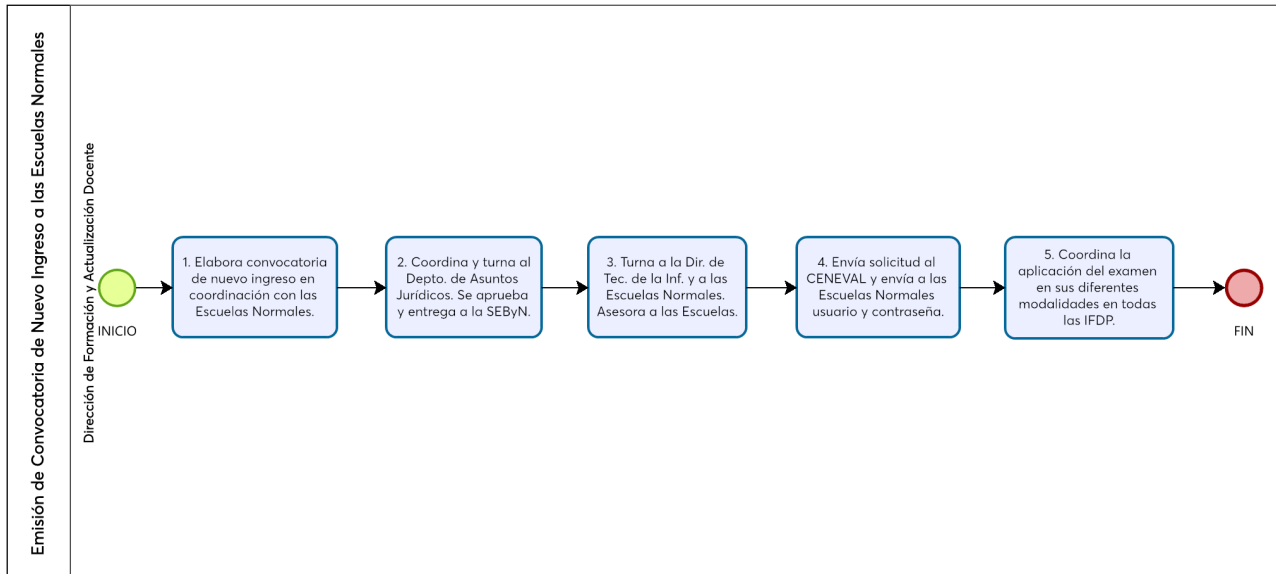 Emisión de Convocatoria de Nuevo Ingreso a las Escuelas Normales
Dirección de Formación y Actualización Docente
INICIO
1. Elabora convocatoria
de nuevo ingreso en
coordinación con las
Escuelas Normales.
2. Coordina y turna al
Depto. de Asuntos
Jurídicos. Se aprueba
y entrega a la SEByN.
3. Turna a la Dir. de
Tec. de la Inf. y a las
Escuelas Normales.
Asesora a las Escuelas.
4. Envía solicitud al
CENEVAL y envía a las
Escuelas Normales
usuario y contraseña.
5. Coordina la
aplicación del examen
en sus diferentes
modalidades en todas
las IFDP.
FIN